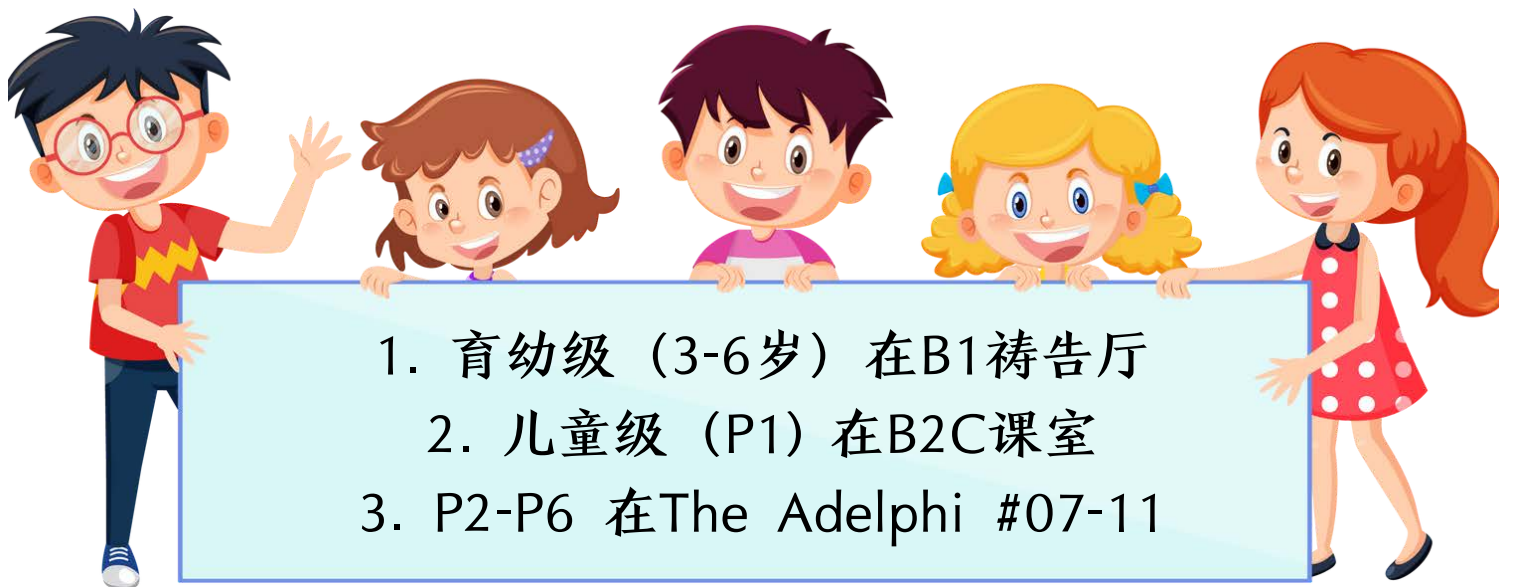 1. 育幼级（3-6岁）在B1祷告厅
2. 儿童级（P1）在B2C课室
3. P2-P6 在The Adelphi #07-11